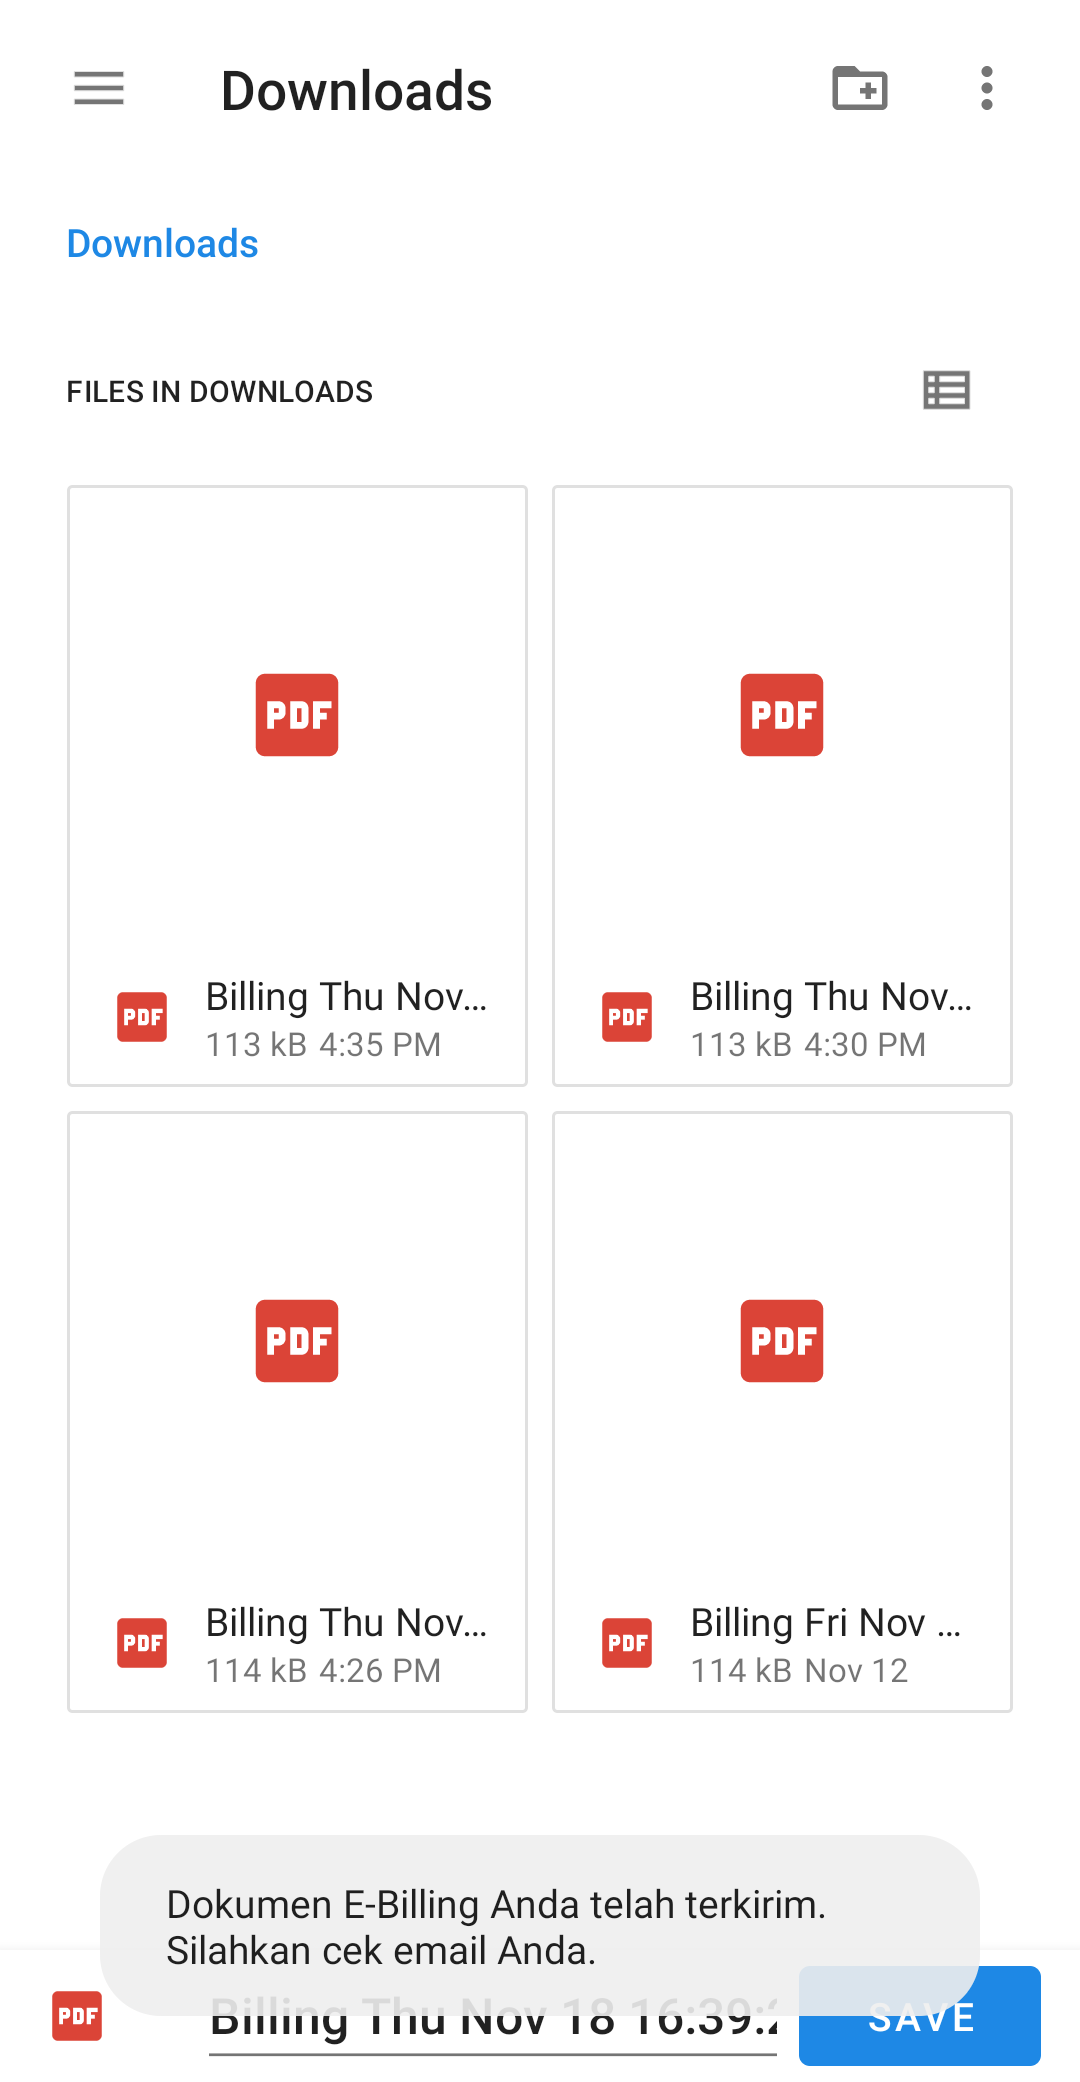 Downloads
Downloads
FILES IN DOWNLOADS
PDF
PDF
PDF
Billing Thu Nov...
113 kB 4:35 PM
PDF
Billing Thu Nov...
113 kB 4:30 PM
PDF
PDF
PDF
Billing Thu Nov...
114 kB 4:26 PM
PDF
Billing Fri Nov ...
114 kB Nov 12
Dokumen E-Billing Anda telah terkirim.
Silahkan cek email Anda.
PDF
Billing Thu Nov 18 16:39:2
SAVE